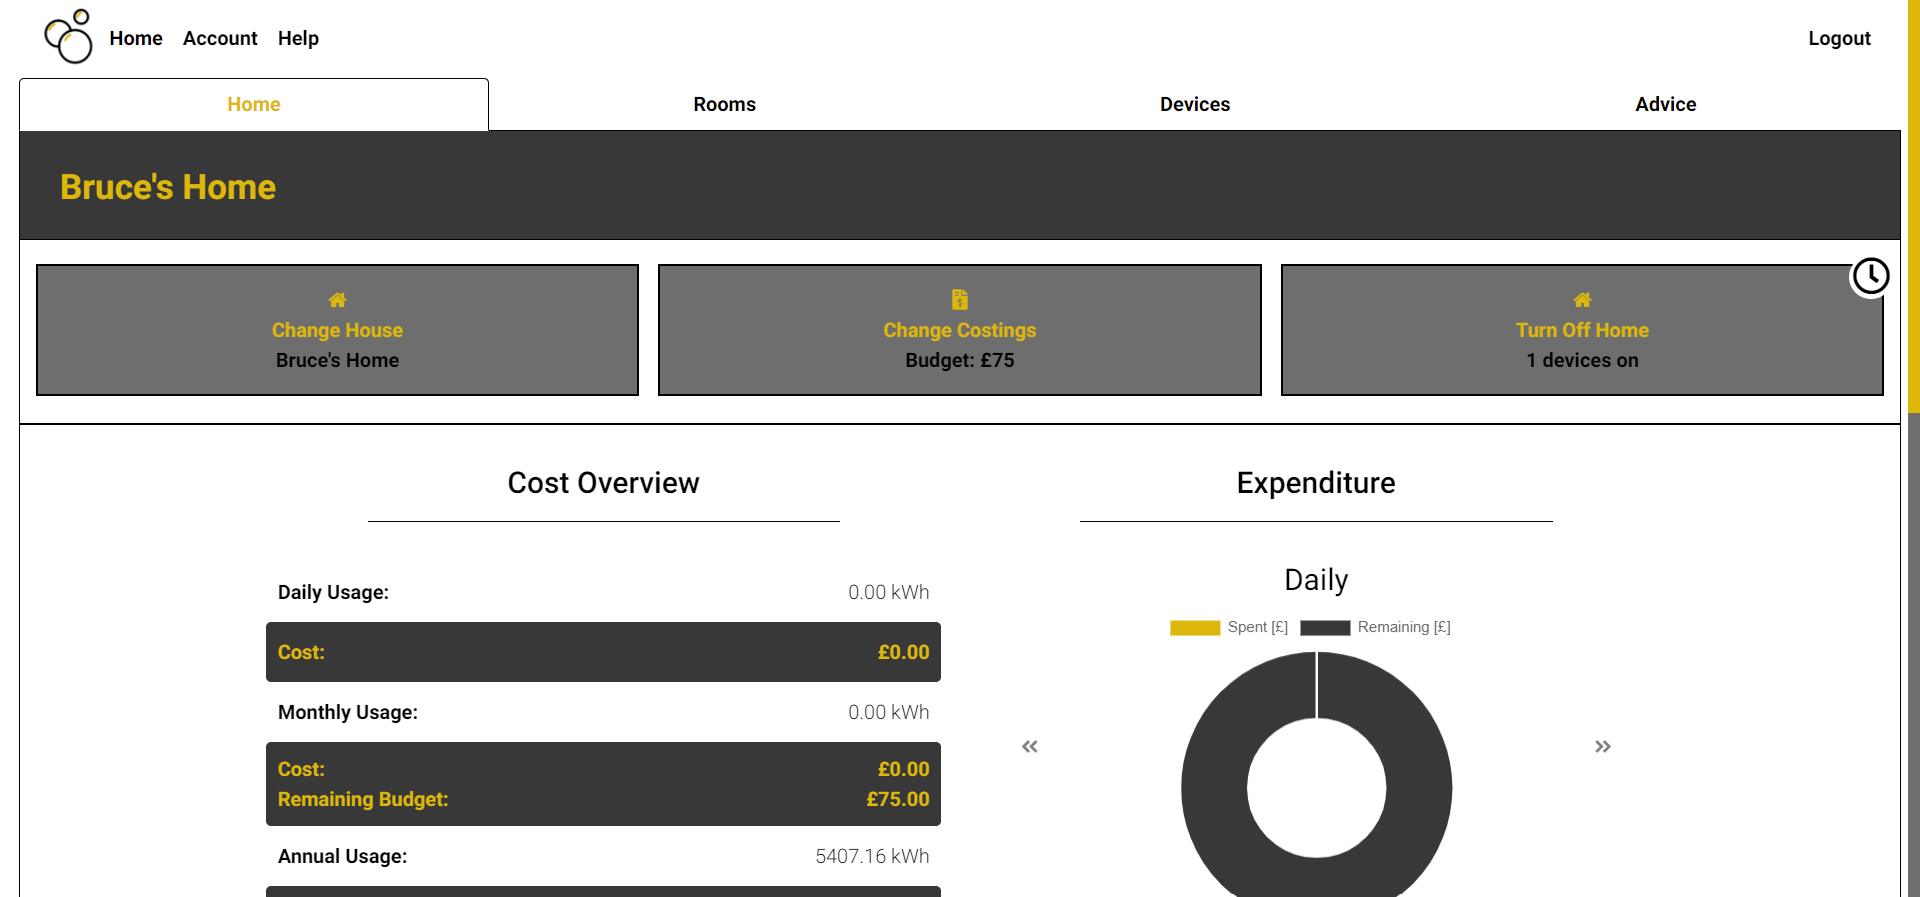 Home Account Help Logout
Home Rooms Devices Advice
Bruce's Home
Change House
Bruce's Home
Change Costings
Budget: £75
Turn Off Home
1 devices on
Cost Overview
Daily Usage: 0.00 kWh
Cost: £0.00
Monthly Usage: 0.00 kWh
Cost: £0.00
Remaining Budget: £75.00
Annual Usage: 5407.16 kWh
Expenditure
Daily
Spent [£] Remaining [£]